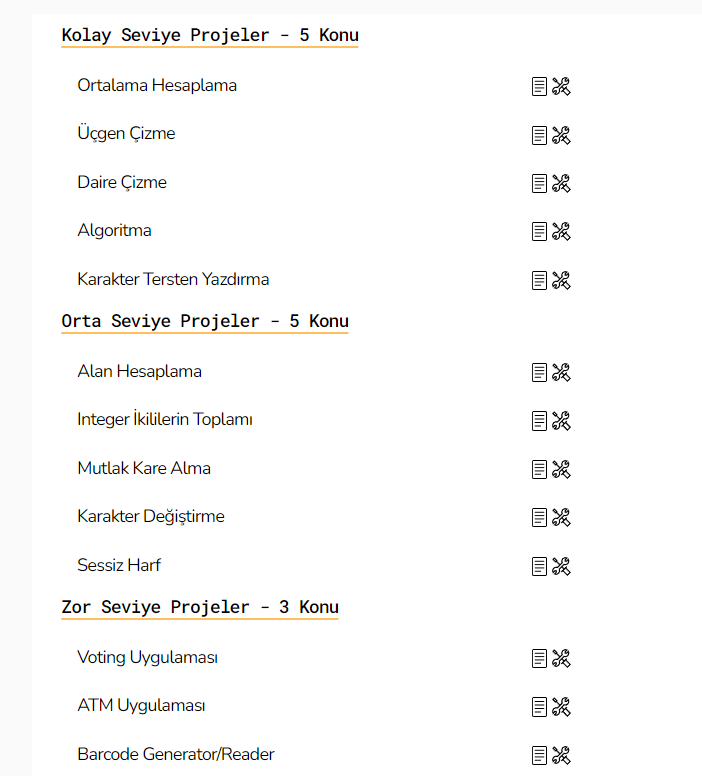 Kolay Seviye Projeler - 5 Konu
Ortalama Hesaplama
Üçgen Çizme
Daire Çizme
Algoritma
Karakter Tersten Yazdırma
Orta Seviye Projeler - 5 Konu
Alan Hesaplama
Integer İkililerin Toplamı
Mutlak Kare Alma
Karakter Değiştirme
Sessiz Harf
Zor Seviye Projeler - 3 Konu
Voting Uygulaması
ATM Uygulaması
Barcode Generator/Reader